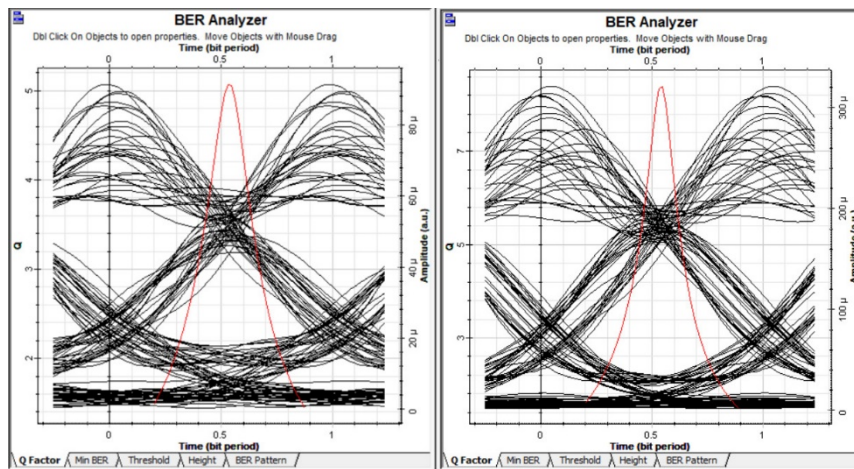 BER Analyzer
Dbl Click On Objects to open properties. Move Objects with Mouse Drag
Time (bit period)
0 0.5 1
5
4
3
2
Q
80 µ
60 µ
40 µ
20 µ
0
Amplitude (a.u.)
0 0.5 1
Time (bit period)
Q Factor Min BER Threshold Height BER Pattern
BER Analyzer
Dbl Click On Objects to open properties. Move Objects with Mouse Drag
Time (bit period)
0 0.5 1
7
5
3
Q
300 µ
200 µ
100 µ
0
Amplitude (a.u.)
0 0.5 1
Time (bit period)
Q Factor Min BER Threshold Height BER Pattern